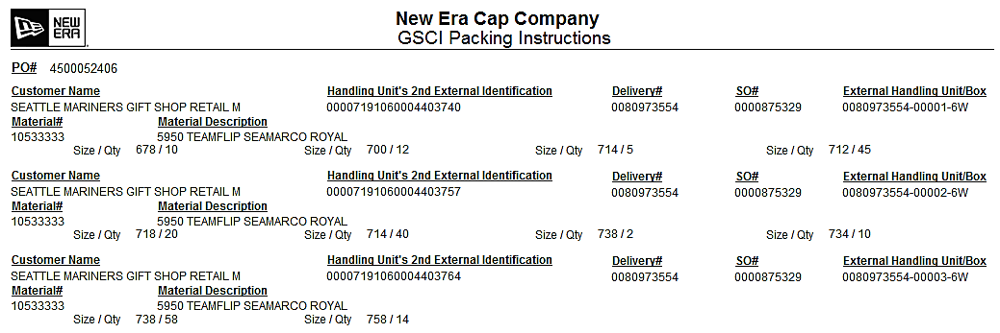 NEW ERA
New Era Cap Company
GSCI Packing Instructions
PO# 4500052406
Customer Name Handling Unit's 2nd External Identification Delivery# SO# External Handling Unit/Box
SEATTLE MARINERS GIFT SHOP RETAIL M 00007191060004403740 0080973554 0000875329 0080973554-00001-6W
Material# Material Description
10533333 5950 TEAMFLIP SEAMARCO ROYAL
Size / Qty 678 / 10 Size / Qty 700 / 12 Size / Qty 714 / 5 Size / Qty 712 / 45
Customer Name Handling Unit's 2nd External Identification Delivery# SO# External Handling Unit/Box
SEATTLE MARINERS GIFT SHOP RETAIL M 00007191060004403757 0080973554 0000875329 0080973554-00002-6W
Material# Material Description
10533333 5950 TEAMFLIP SEAMARCO ROYAL
Size / Qty 718 / 20 Size / Qty 714 / 40 Size / Qty 738 / 2 Size / Qty 734 / 10
Customer Name Handling Unit's 2nd External Identification Delivery# SO# External Handling Unit/Box
SEATTLE MARINERS GIFT SHOP RETAIL M 00007191060004403764 0080973554 0000875329 0080973554-00003-6W
Material# Material Description
10533333 5950 TEAMFLIP SEAMARCO ROYAL
Size / Qty 738 / 58 Size / Qty 758 / 14